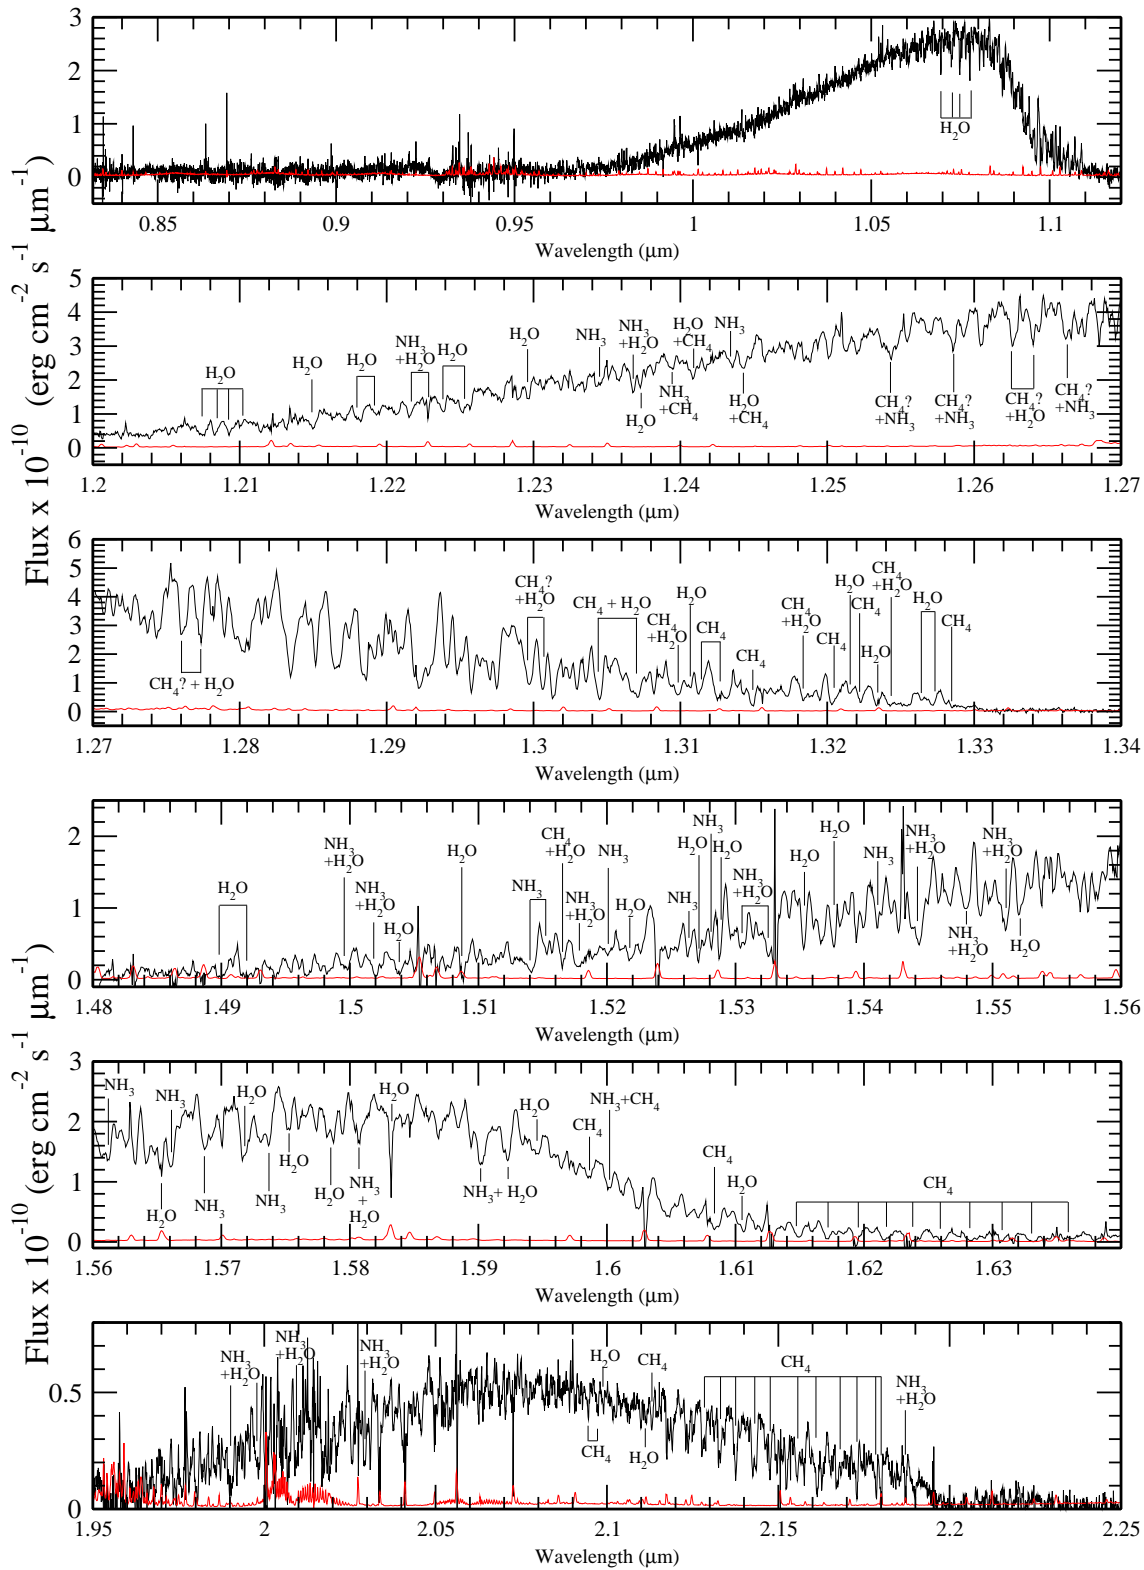 Flux x 10⁻¹⁰ (erg cm⁻² s⁻¹ μm⁻¹)
3
2
1
0
H₂O
0.85 0.9 0.95 1 1.05 1.1
Wavelength (μm)
5
4
3
2
1
0
H₂O
H₂O
H₂O
NH₃
+H₂O
H₂O
H₂O
NH₃
NH₃
+H₂O
H₂O
NH₃
+CH₄
H₂O
+CH₄
NH₃
H₂O
+CH₄
CH₄?
+NH₃
CH₄?
+NH₃
CH₄?
+H₂O
CH₄?
+NH₃
1.2 1.21 1.22 1.23 1.24 1.25 1.26 1.27
Wavelength (μm)
6
5
4
3
2
1
0
CH₄? + H₂O
CH₄?
+H₂O
CH₄ + H₂O
CH₄
+H₂O
H₂O
CH₄
CH₄
CH₄
+H₂O
CH₄
H₂O
CH₄
H₂O
CH₄
+H₂O
H₂O
CH₄
1.27 1.28 1.29 1.3 1.31 1.32 1.33 1.34
Wavelength (μm)
Flux x 10⁻¹⁰ (erg cm⁻² s⁻¹ μm⁻¹)
2
1
0
H₂O
NH₃
+H₂O
NH₃
+H₂O
H₂O
H₂O
NH₃
CH₄
+H₂O
NH₃
+H₂O
NH₃
H₂O
NH₃
H₂O
NH₃
H₂O
NH₃
+H₂O
H₂O
H₂O
NH₃
NH₃
+H₂O
NH₃
+H₂O
NH₃
+H₂O
H₂O
1.48 1.49 1.5 1.51 1.52 1.53 1.54 1.55 1.56
Wavelength (μm)
3
2
1
0
NH₃
H₂O
NH₃
NH₃
H₂O
NH₃
H₂O
H₂O
NH₃
+
H₂O
H₂O
NH₃+ H₂O
H₂O
CH₄
NH₃+CH₄
CH₄
H₂O
CH₄
1.56 1.57 1.58 1.59 1.6 1.61 1.62 1.63
Wavelength (μm)
0.5
0
NH₃
+H₂O
NH₃
+H₂O
NH₃
+H₂O
CH₄
H₂O
H₂O
CH₄
CH₄
NH₃
+H₂O
1.95 2 2.05 2.1 2.15 2.2 2.25
Wavelength (μm)